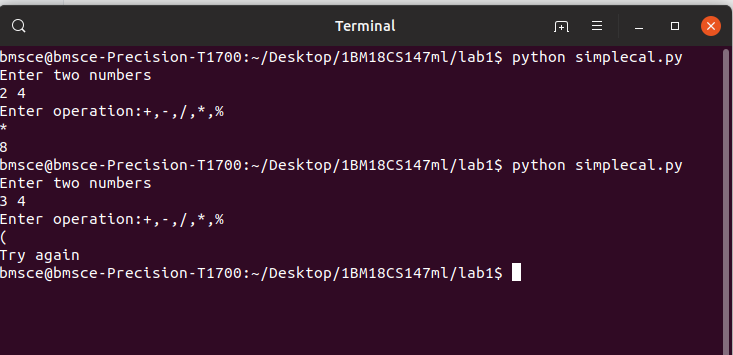 Terminal
bmsce@bmsce-Precision-T1700:~/Desktop/1BM18CS147ml/lab1$ python simplecal.py
Enter two numbers
2 4
Enter operation:+,-,/,*,%
*
8
bmsce@bmsce-Precision-T1700:~/Desktop/1BM18CS147ml/lab1$ python simplecal.py
Enter two numbers
3 4
Enter operation:+,-,/,*,%
(
Try again
bmsce@bmsce-Precision-T1700:~/Desktop/1BM18CS147ml/lab1$